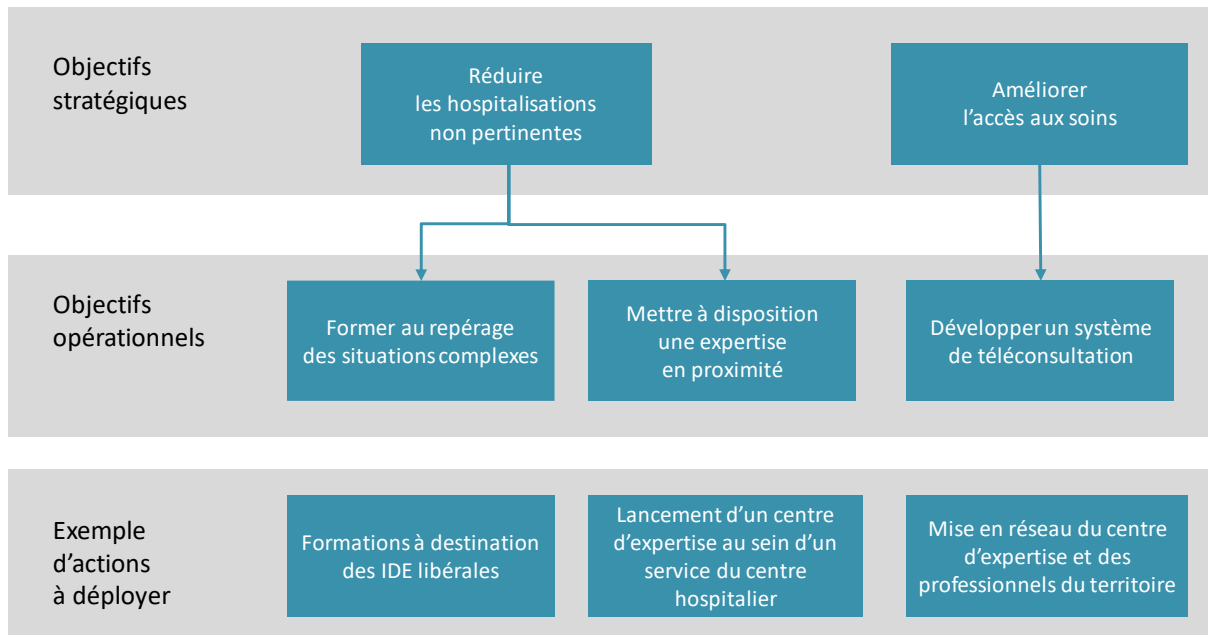 Objectifs
stratégiques
Réduire
les hospitalisations
non pertinentes
Améliorer
l'accès aux soins
Objectifs
opérationnels
Former au repérage
des situations complexes
Mettre à disposition
une expertise
en proximité
Développer un système
de téléconsultation
Exemple
d'actions
à déployer
Formations à destination
des IDE libérales
Lancement d'un centre
d'expertise au sein d'un
service du centre
hospitalier
Mise en réseau du centre
d'expertise et des
professionnels du territoire